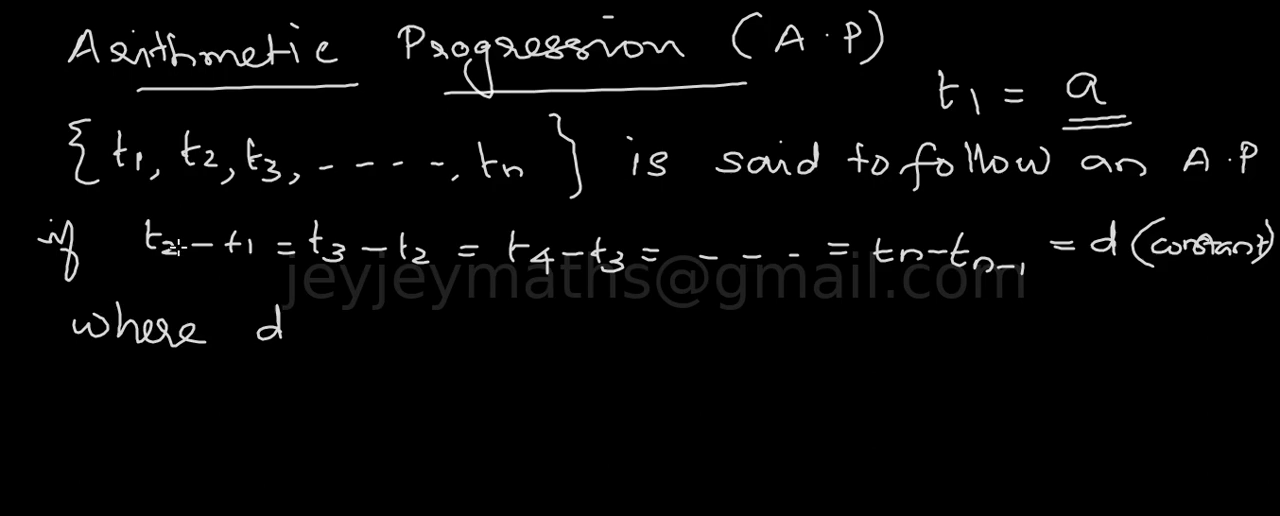 Arithmetic Progression (A.P)
t₁ = a
{t₁, t₂, t₃, -----, tₙ} is said to follow an A.P
if t₂-t₁ = t₃-t₂ = t₄-t₃ = --- = tₙ-tₙ₋₁ = d (constant)
jeyjeymaths@gmail.com
where d